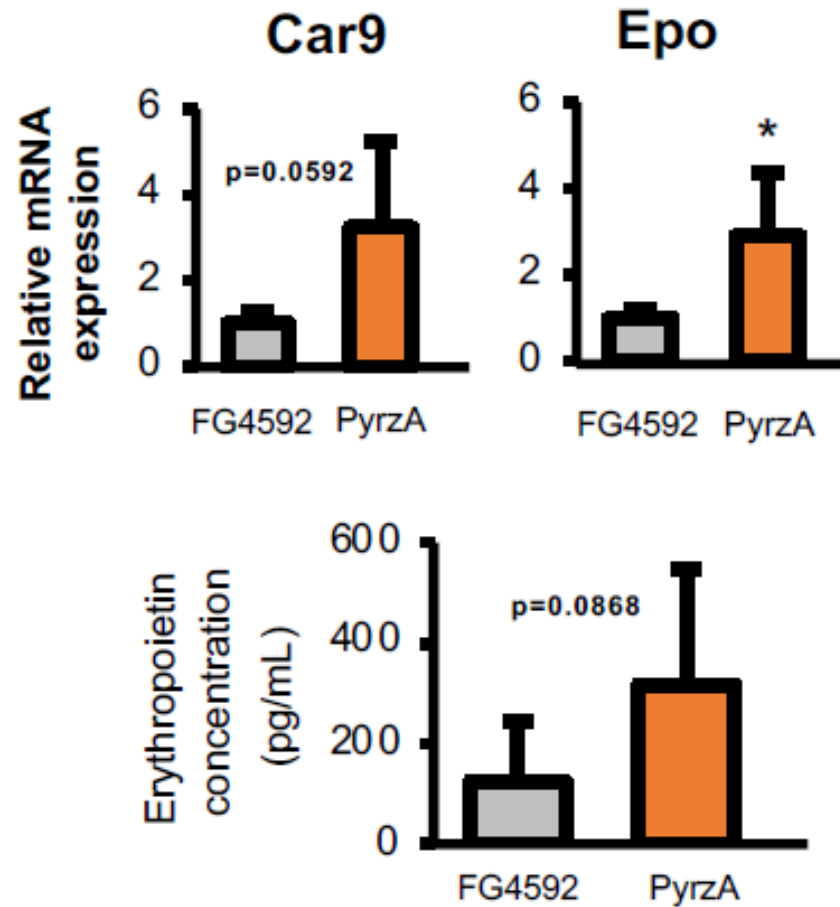 Car9
Relative mRNA
expression
6
4
2
0
p=0.0592
FG4592 PyrzA
Epo
6
4
2
0
*
FG4592 PyrzA
Erythropoietin
concentration
(pg/mL)
600
400
200
0
p=0.0868
FG4592 PyrzA